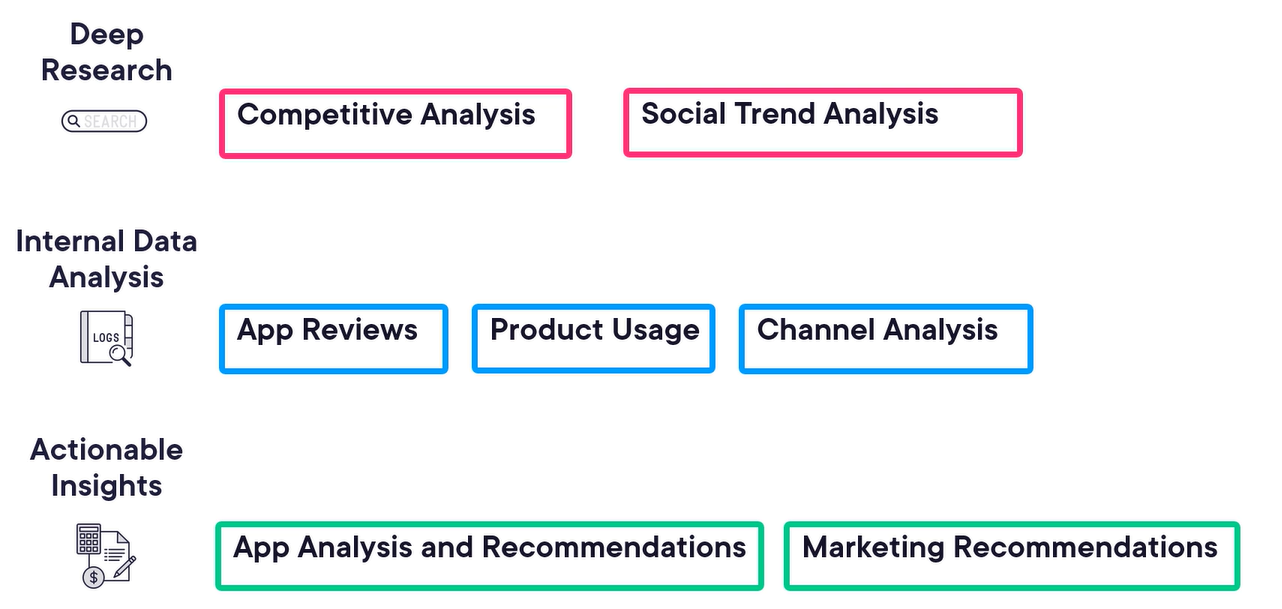 Deep
Research
SEARCH
Competitive Analysis
Social Trend Analysis
Internal Data
Analysis
LOGS
App Reviews
Product Usage
Channel Analysis
Actionable
Insights
$
App Analysis and Recommendations
Marketing Recommendations